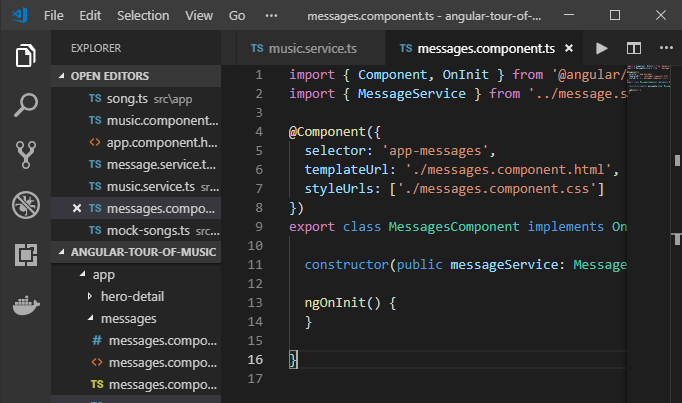 File Edit Selection View Go ... messages.component.ts - angular-tour-of-...
EXPLORER
OPEN EDITORS
TS song.ts src\app
TS music.component...
<> app.component.h...
TS message.service.t...
TS music.service.ts sr...
TS messages.compo...
TS mock-songs.ts src...
ANGULAR-TOUR-OF-MUSIC
app
hero-detail
messages
# messages.compo...
<> messages.compo...
TS messages.compo...
TS music.service.ts
TS messages.component.ts
1 import { Component, OnInit } from '@angular/
2 import { MessageService } from '../message.s
3
4 @Component({
5 selector: 'app-messages',
6 templateUrl: './messages.component.html',
7 styleUrls: ['./messages.component.css']
8 })
9 export class MessagesComponent implements On
10
11 constructor(public messageService: Message
12
13 ngOnInit() {
14 }
15
16 }
17